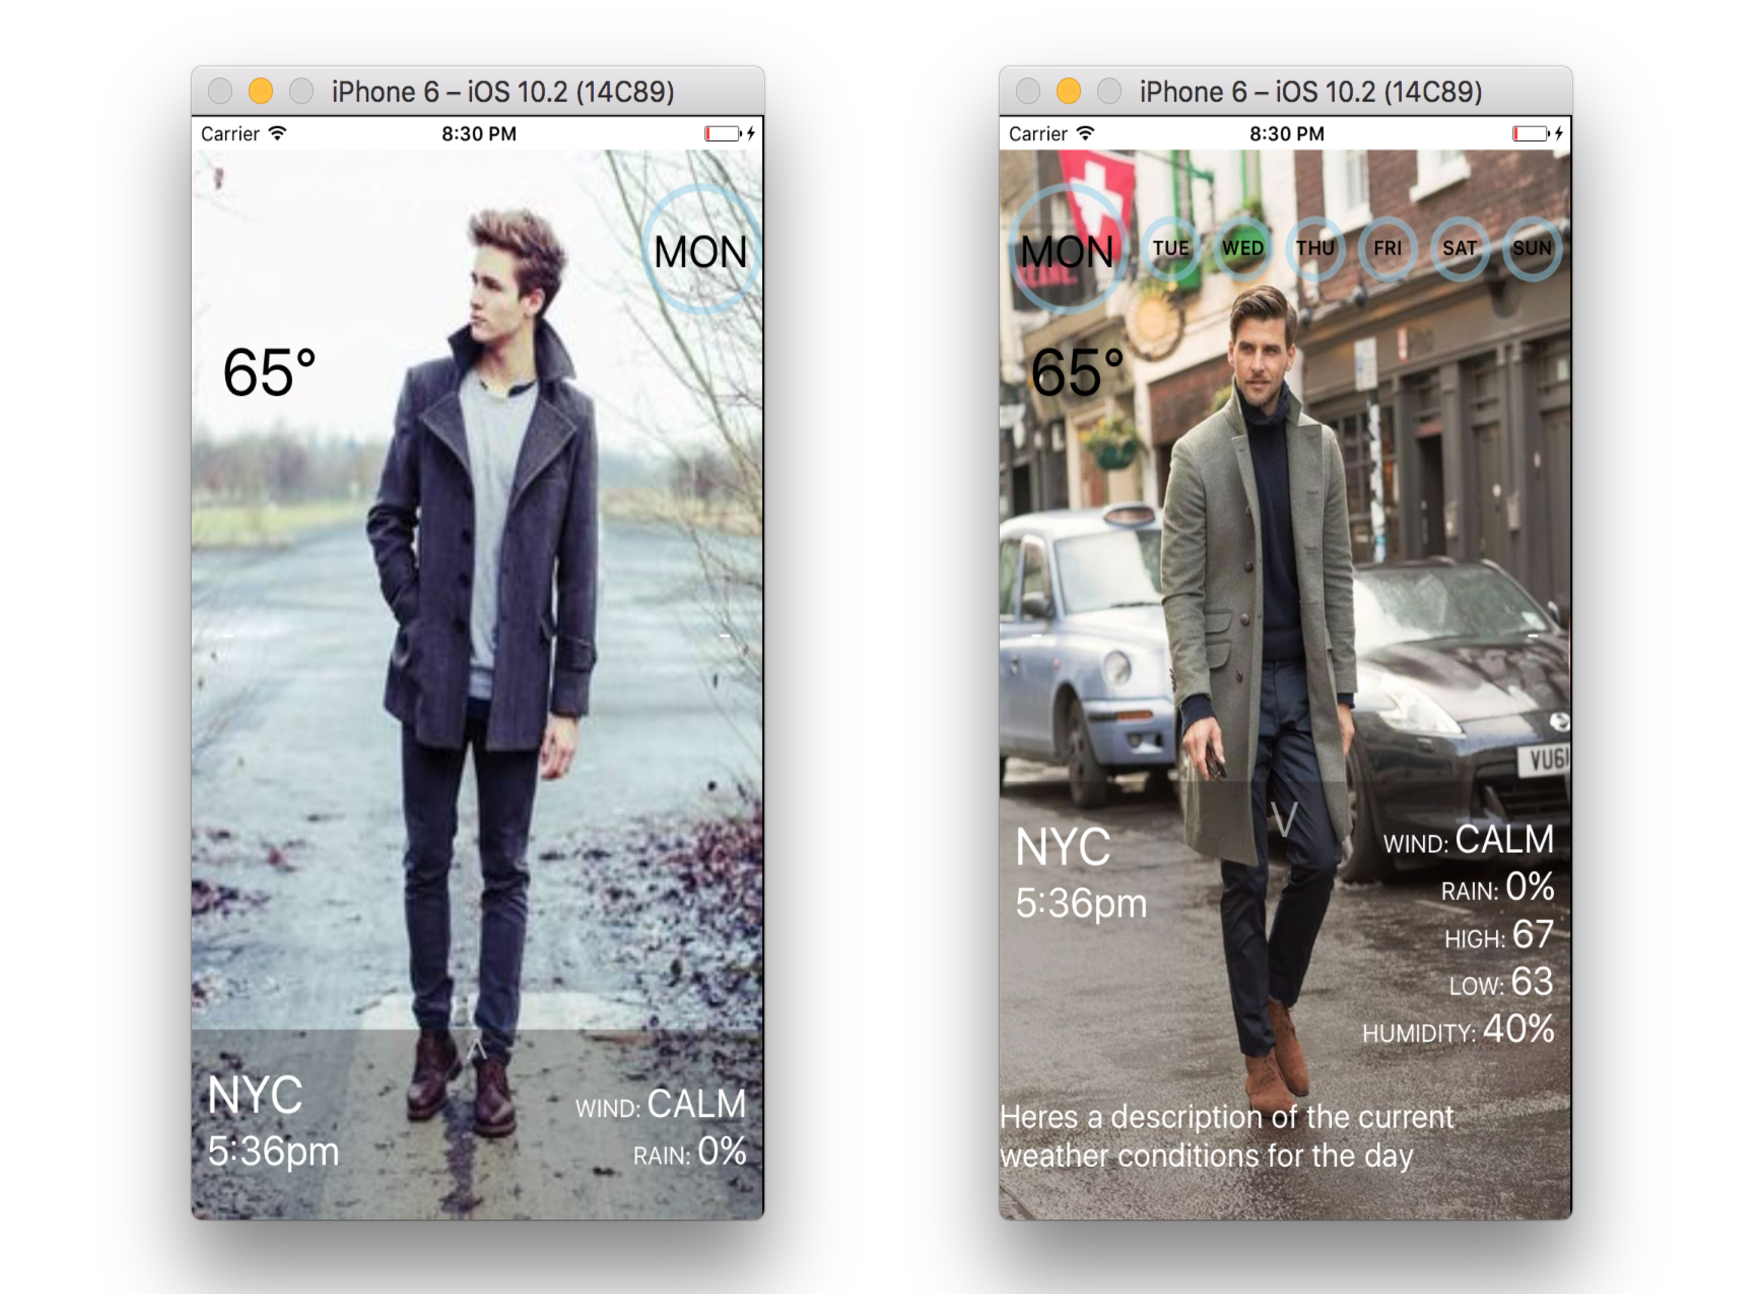 iPhone 6 – iOS 10.2 (14C89)
Carrier 8:30 PM
MON
65°
^
NYC
5:36pm
WIND: CALM
RAIN: 0%
iPhone 6 – iOS 10.2 (14C89)
Carrier 8:30 PM
MON TUE WED THU FRI SAT SUN
65°
VU61
V
NYC
5:36pm
WIND: CALM
RAIN: 0%
HIGH: 67
LOW: 63
HUMIDITY: 40%
Heres a description of the current
weather conditions for the day